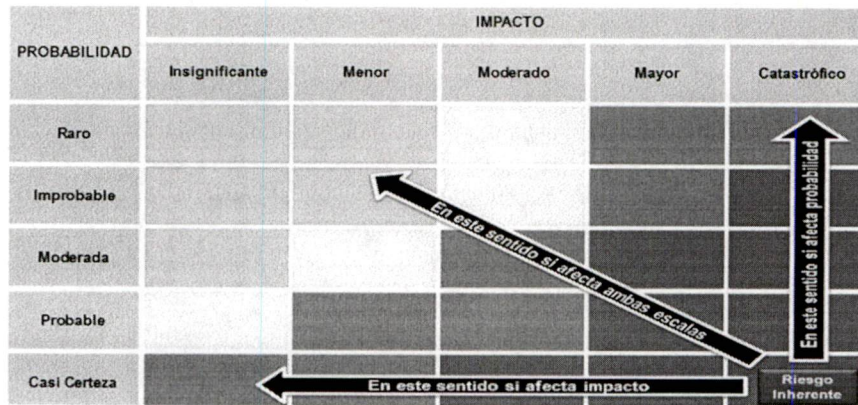 IMPACTO
PROBABILIDAD
Insignificante Menor Moderado Mayor Catastrófico
Raro
Improbable
Moderada
Probable
Casi Certeza
En este sentido si afecta probabilidad
En este sentido si afecta ambas escalas
En este sentido si afecta impacto
Riesgo
Inherente